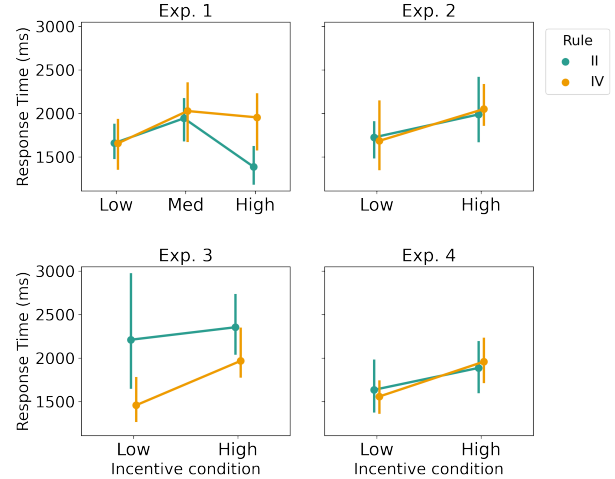 Exp. 1
Exp. 2
Rule
II
IV
Response Time (ms)
3000
2500
2000
1500
Low Med High
Low High
Exp. 3
Exp. 4
Response Time (ms)
3000
2500
2000
1500
Low High
Low High
Incentive condition
Incentive condition